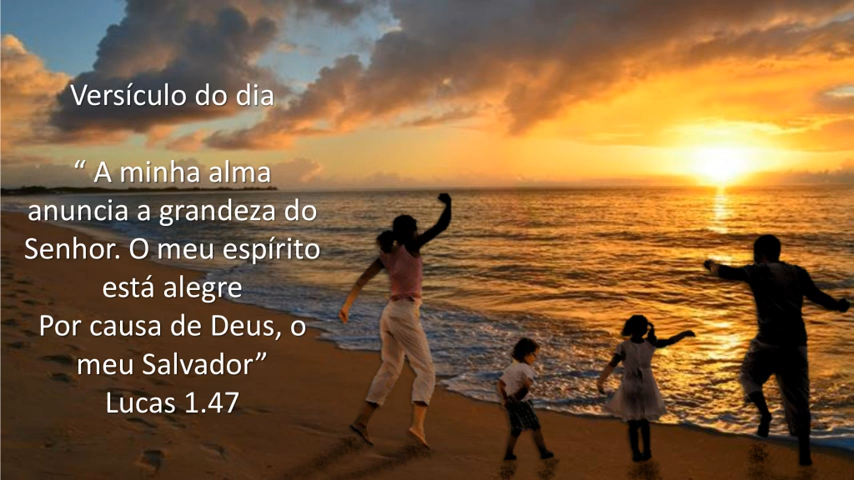 Versículo do dia
“ A minha alma
anuncia a grandeza do
Senhor. O meu espírito
está alegre
Por causa de Deus, o
meu Salvador”
Lucas 1.47